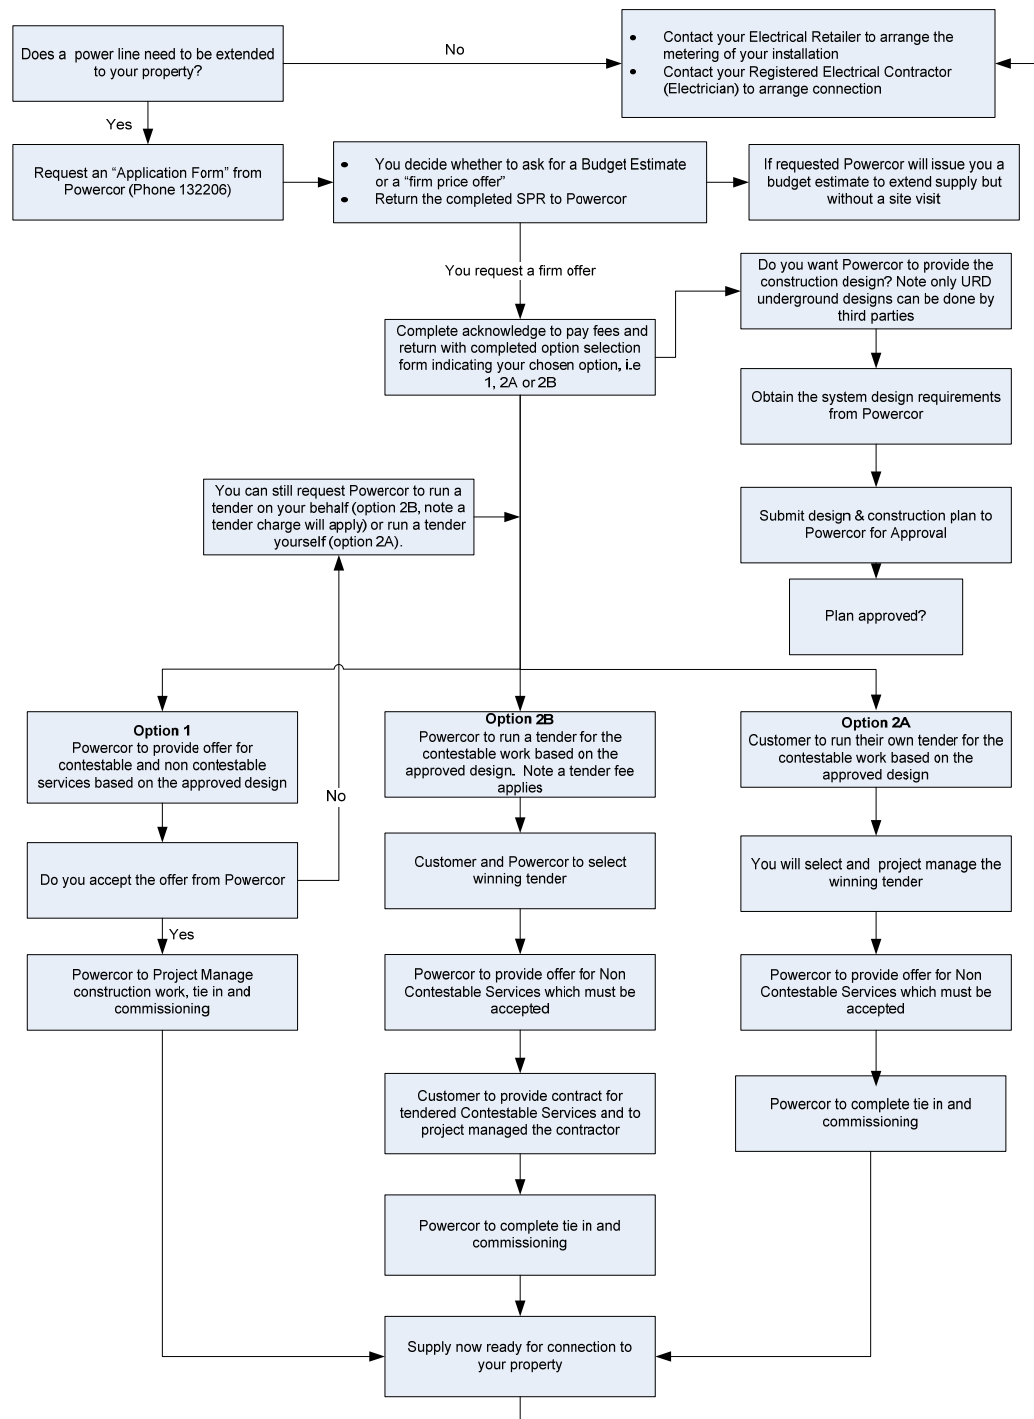 Does a power line need to be extended
to your property?
No
• Contact your Electrical Retailer to arrange the
metering of your installation
• Contact your Registered Electrical Contractor
(Electrician) to arrange connection
Yes
Request an “Application Form” from
Powercor (Phone 132206)
• You decide whether to ask for a Budget Estimate
or a “firm price offer”
• Return the completed SPR to Powercor
If requested Powercor will issue you a
budget estimate to extend supply but
without a site visit
You request a firm offer
Do you want Powercor to provide the
construction design? Note only URD
underground designs can be done by
third parties
Complete acknowledge to pay fees and
return with completed option selection
form indicating your chosen option, i.e
1, 2A or 2B
Obtain the system design requirements
from Powercor
You can still request Powercor to run a
tender on your behalf (option 2B, note a
tender charge will apply) or run a tender
yourself (option 2A).
Submit design & construction plan to
Powercor for Approval
Plan approved?
Option 1
Powercor to provide offer for
contestable and non contestable
services based on the approved design
Option 2B
Powercor to run a tender for the
contestable work based on the
approved design. Note a tender fee
applies
Option 2A
Customer to run their own tender for the
contestable work based on the
approved design
No
Do you accept the offer from Powercor
Customer and Powercor to select
winning tender
You will select and project manage the
winning tender
Yes
Powercor to Project Manage
construction work, tie in and
commissioning
Powercor to provide offer for Non
Contestable Services which must be
accepted
Powercor to provide offer for Non
Contestable Services which must be
accepted
Customer to provide contract for
tendered Contestable Services and to
project managed the contractor
Powercor to complete tie in and
commissioning
Powercor to complete tie in and
commissioning
Supply now ready for connection to
your property